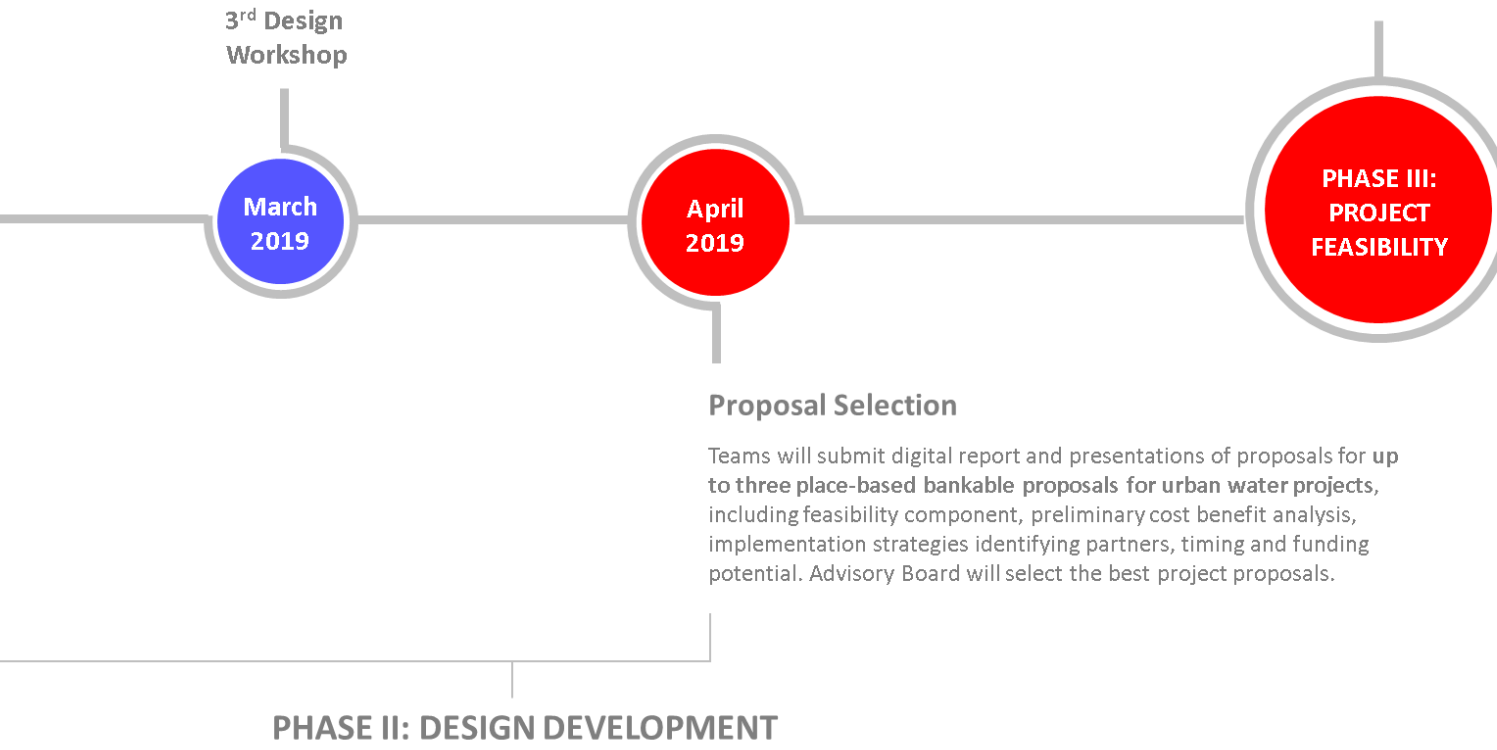 3rd Design
Workshop
March
2019
April
2019
PHASE III:
PROJECT
FEASIBILITY
Proposal Selection
Teams will submit digital report and presentations of proposals for up
to three place-based bankable proposals for urban water projects,
including feasibility component, preliminary cost benefit analysis,
implementation strategies identifying partners, timing and funding
potential. Advisory Board will select the best project proposals.
PHASE II: DESIGN DEVELOPMENT